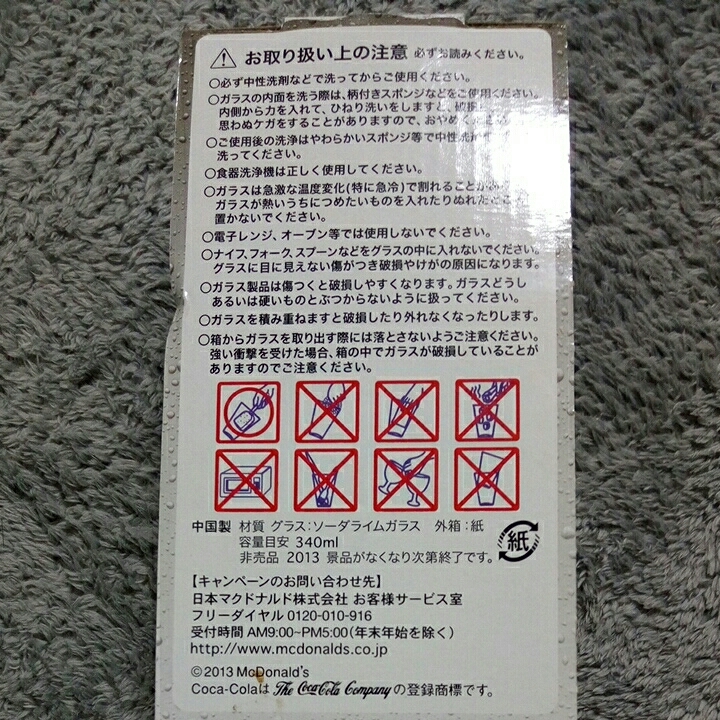 お取り扱い上の注意 必ずお読みください。
○必ず中性洗剤などで洗ってからご使用ください。
○ガラスの内面を洗う際は、柄付きスポンジなどをご使用ください。
内側から力を入れて、ひねり洗いをしますと、破損し
思わぬケガをすることがありますので、おやめくださ
○ご使用後の洗浄はやわらかいスポンジ等で中性洗剤
洗ってください。
○食器洗浄機は正しく使用してください。
○ガラスは急激な温度変化(特に急冷)で割れることがあ
ガラスが熱いうちにつめたいものを入れたりぬれたところ
置かないでください。
○電子レンジ、オーブン等では使用しないでください。
○ナイフ、フォーク、スプーンなどをグラスの中に入れないでください。
グラスに目に見えない傷がつき破損やけがの原因になります。
○ガラス製品は傷つくと破損しやすくなります。ガラスどうし
あるいは硬いものとぶつからないように扱ってください。
○ガラスを積み重ねますと破損したり外れなくなったりします。
○箱からガラスを取り出す際には落とさないようご注意ください。
強い衝撃を受けた場合、箱の中でガラスが破損していることが
ありますのでご注意ください。
中国製 材質 グラス:ソーダライムガラス 外箱:紙
容量目安 340ml
非売品 2013 景品がなくなり次第終了です。
紙
【キャンペーンのお問い合わせ先】
日本マクドナルド株式会社 お客様サービス室
フリーダイヤル 0120-010-916
受付時間 AM9:00~PM5:00(年末年始を除く)
http://www.mcdonalds.co.jp
©2013 McDonald's
Coca-Colaは The Coca-Cola Company の登録商標です。